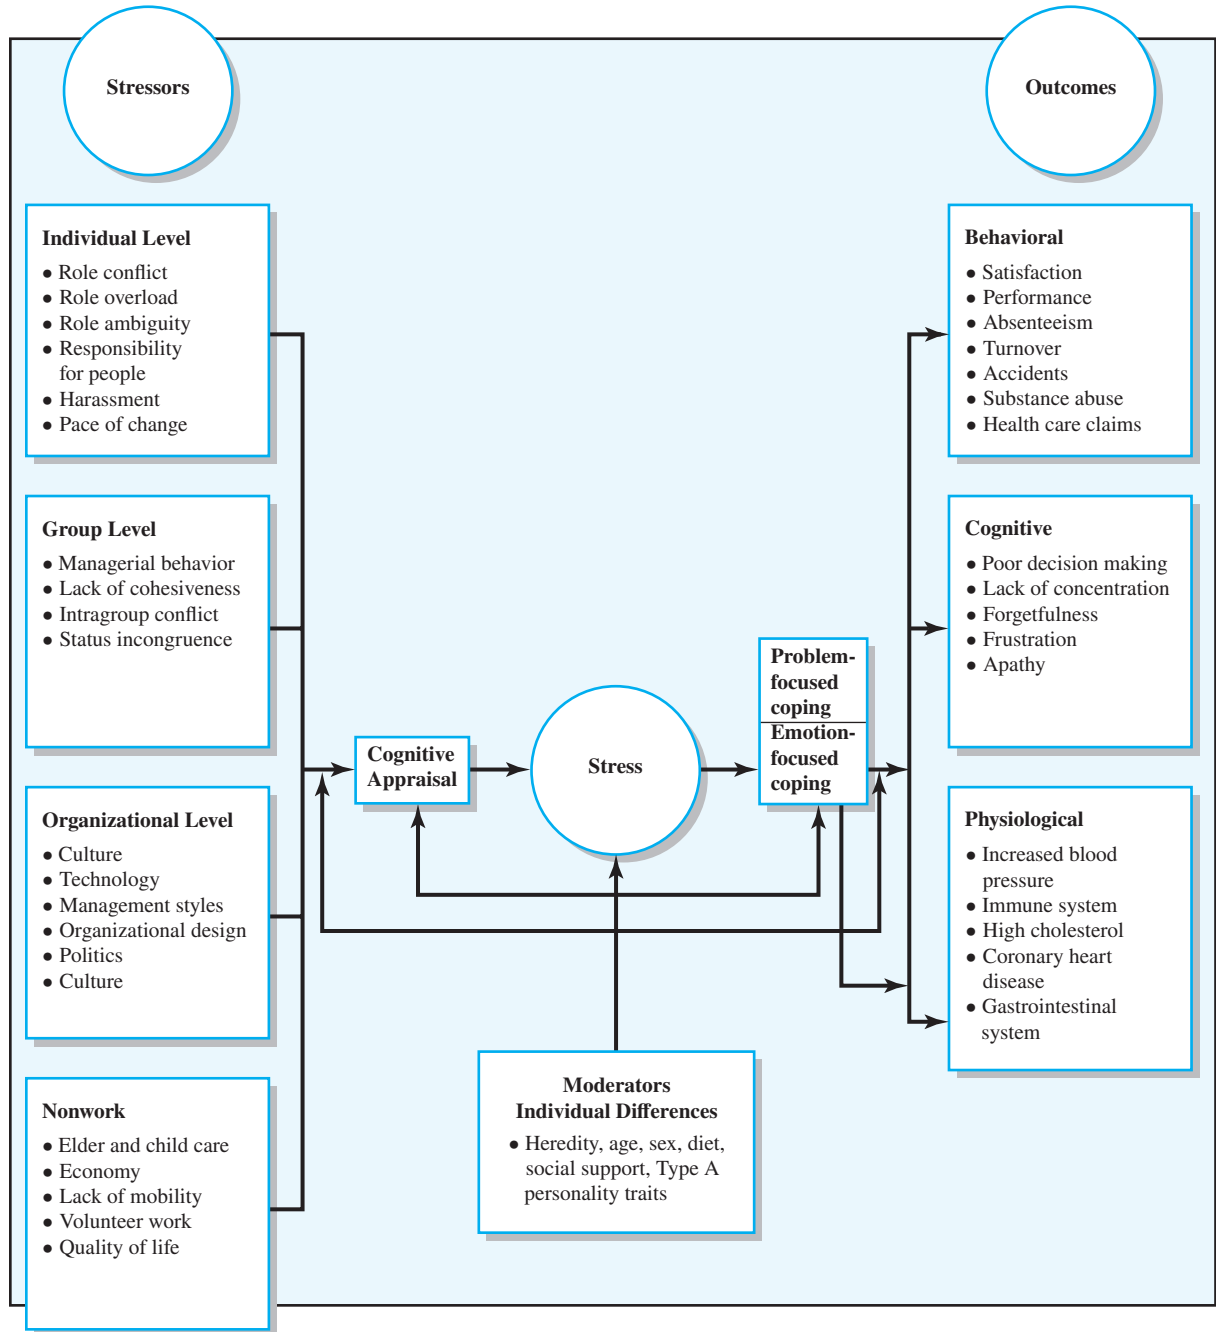 Stressors
Outcomes
Individual Level
● Role conflict
● Role overload
● Role ambiguity
● Responsibility
for people
● Harassment
● Pace of change
Group Level
● Managerial behavior
● Lack of cohesiveness
● Intragroup conflict
● Status incongruence
Organizational Level
● Culture
● Technology
● Management styles
● Organizational design
● Politics
● Culture
Nonwork
● Elder and child care
● Economy
● Lack of mobility
● Volunteer work
● Quality of life
Cognitive
Appraisal
Stress
Problem-
focused
coping
Emotion-
focused
coping
Moderators
Individual Differences
● Heredity, age, sex, diet,
social support, Type A
personality traits
Behavioral
● Satisfaction
● Performance
● Absenteeism
● Turnover
● Accidents
● Substance abuse
● Health care claims
Cognitive
● Poor decision making
● Lack of concentration
● Forgetfulness
● Frustration
● Apathy
Physiological
● Increased blood
pressure
● Immune system
● High cholesterol
● Coronary heart
disease
● Gastrointestinal
system